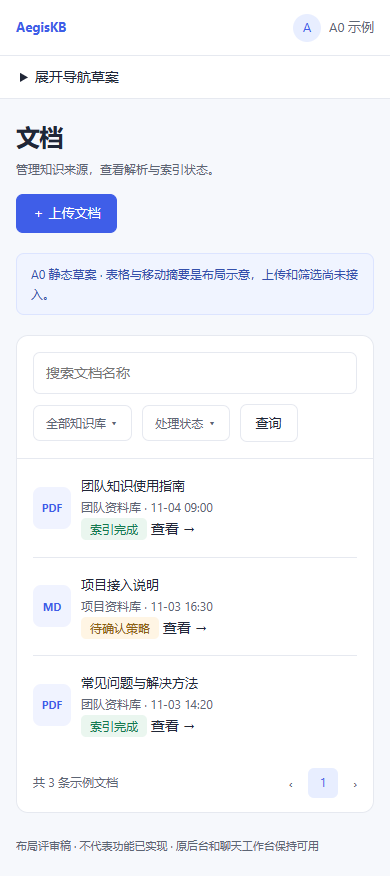 AegisKB
A A0 示例
▶ 展开导航草案
文档
管理知识来源，查看解析与索引状态。
+ 上传文档
A0 静态草案 · 表格与移动摘要是布局示意，上传和筛选尚未接
入。
搜索文档名称
全部知识库 ▾ 处理状态 ▾ 查询
团队知识使用指南
PDF 团队资料库 · 11-04 09:00
索引完成 查看 →
项目接入说明
MD 项目资料库 · 11-03 16:30
待确认策略 查看 →
常见问题与解决方法
PDF 团队资料库 · 11-03 14:20
索引完成 查看 →
共 3 条示例文档 ‹ 1 ›
布局评审稿 · 不代表功能已实现 · 原后台和聊天工作台保持可用